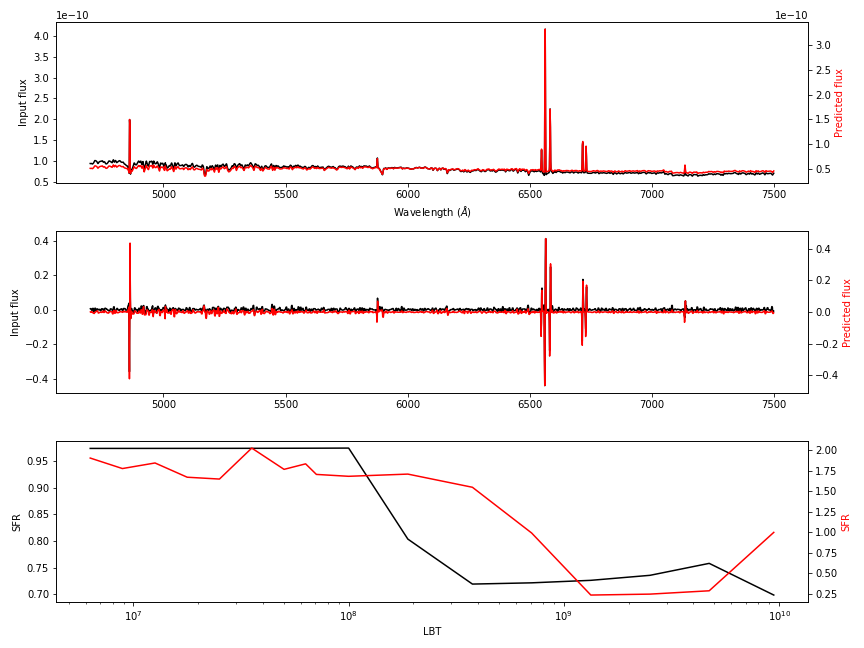 1e−10
1e−10
Input flux
4.0
3.5
3.0
2.5
2.0
1.5
1.0
0.5
3.0
2.5
2.0
1.5
1.0
0.5
Predicted flux
5000 5500 6000 6500 7000 7500
Wavelength (Å)
Input flux
0.4
0.2
0.0
−0.2
−0.4
0.4
0.2
0.0
−0.2
−0.4
Predicted flux
5000 5500 6000 6500 7000 7500
SFR
0.95
0.90
0.85
0.80
0.75
0.70
2.00
1.75
1.50
1.25
1.00
0.75
0.50
0.25
SFR
10⁷ 10⁸ 10⁹ 10¹⁰
LBT